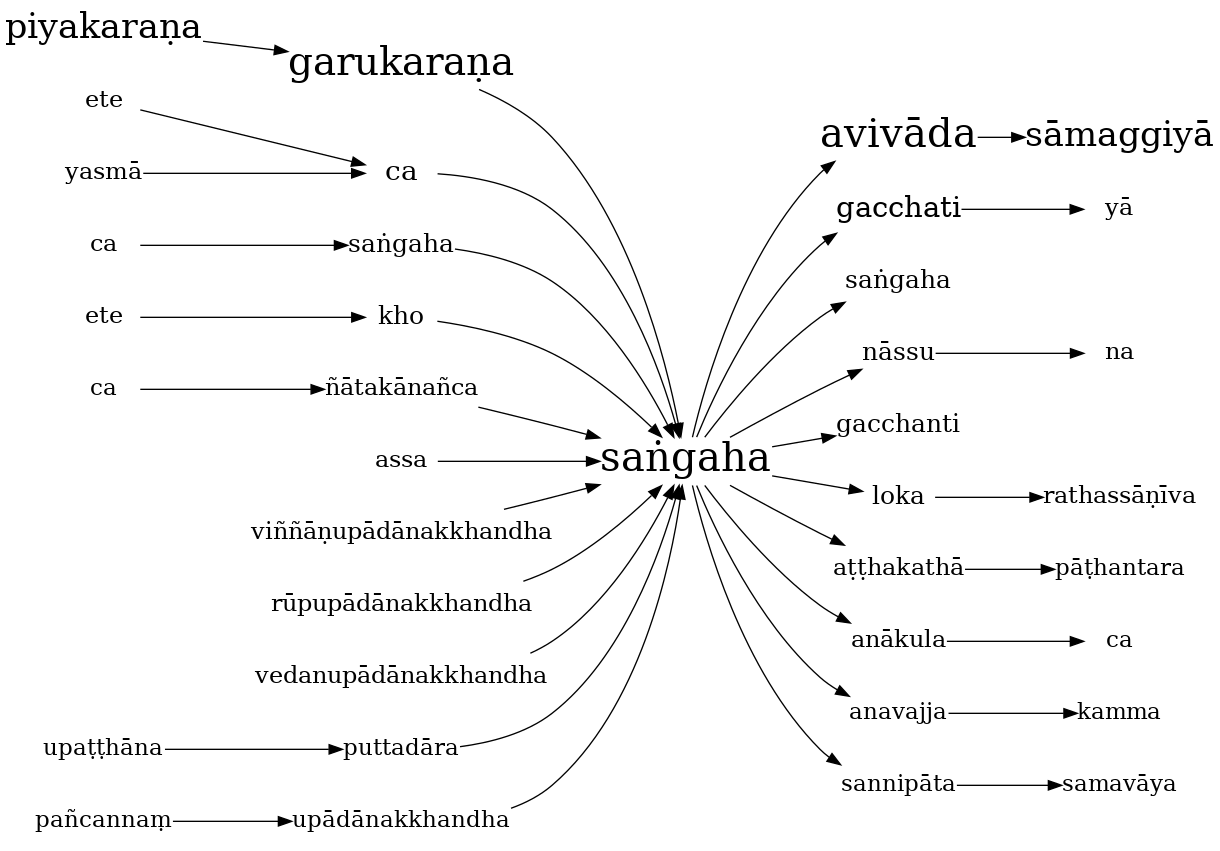 piyakaraṇa
garukaraṇa
ete
avivāda sāmaggiyā
yasmā ca
gacchati yā
ca saṅgaha
saṅgaha
ete kho
nāssu na
ca ñātakānañca
gacchanti
assa saṅgaha
loka rathassāṇīva
viññāṇupādānakkhandha
aṭṭhakathā pāṭhantara
rūpupādānakkhandha
anākula ca
vedanupādānakkhandha
anavajja kamma
upaṭṭhāna puttadāra
sannipāta samavāya
pañcannaṃ upādānakkhandha